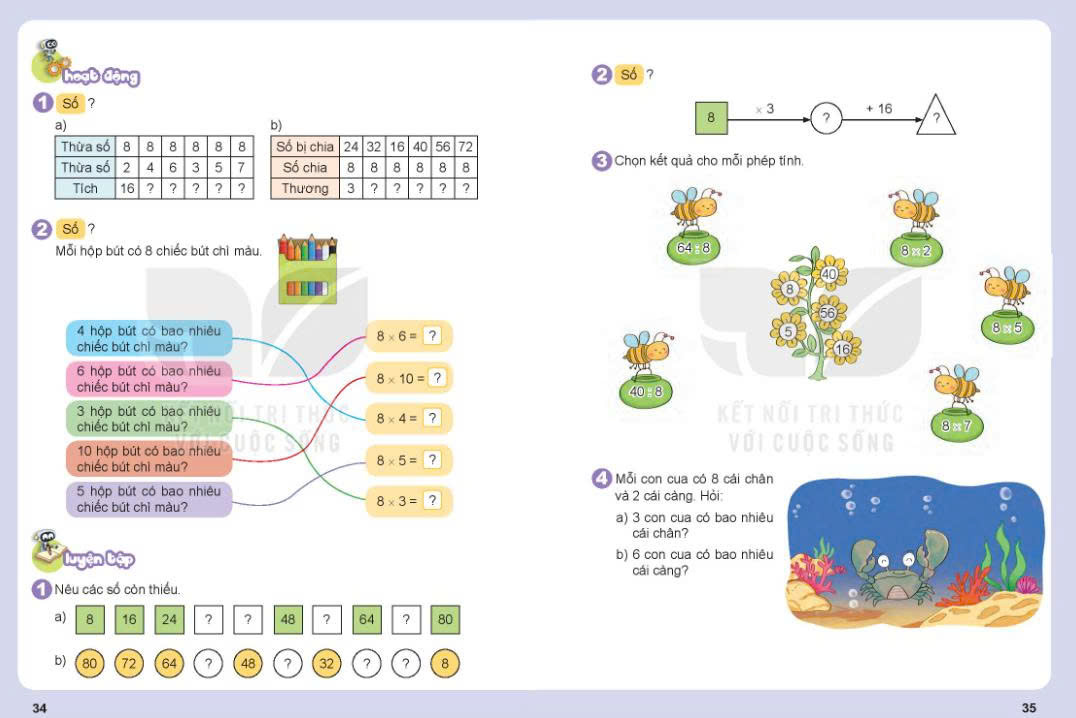 hoạt động
1 Số ?
a)
Thừa số 8 8 8 8 8 8
Thừa số 2 4 6 3 5 7
Tích 16 ? ? ? ? ?
b)
Số bị chia 24 32 16 40 56 72
Số chia 8 8 8 8 8 8
Thương 3 ? ? ? ? ?
2 Số ?
Mỗi hộp bút có 8 chiếc bút chì màu.
4 hộp bút có bao nhiêu
chiếc bút chì màu?
6 hộp bút có bao nhiêu
chiếc bút chì màu?
3 hộp bút có bao nhiêu
chiếc bút chì màu?
10 hộp bút có bao nhiêu
chiếc bút chì màu?
5 hộp bút có bao nhiêu
chiếc bút chì màu?
8 × 6 = ?
8 × 10 = ?
8 × 4 = ?
8 × 5 = ?
8 × 3 = ?
KẾT NỐI TRI THỨC
VỚI CUỘC SỐNG
luyện tập
1 Nêu các số còn thiếu.
a) 8 16 24 ? ? 48 ? 64 ? 80
b) 80 72 64 ? 48 ? 32 ? ? 8
34
2 Số ?
8 × 3 ? + 16 ?
3 Chọn kết quả cho mỗi phép tính.
64 : 8
8 × 2
40
8
8 × 5
56
5
16
40 : 8
8 × 7
KẾT NỐI TRI THỨC
VỚI CUỘC SỐNG
4 Mỗi con cua có 8 cái chân
và 2 cái càng. Hỏi:
a) 3 con cua có bao nhiêu
cái chân?
b) 6 con cua có bao nhiêu
cái càng?
35